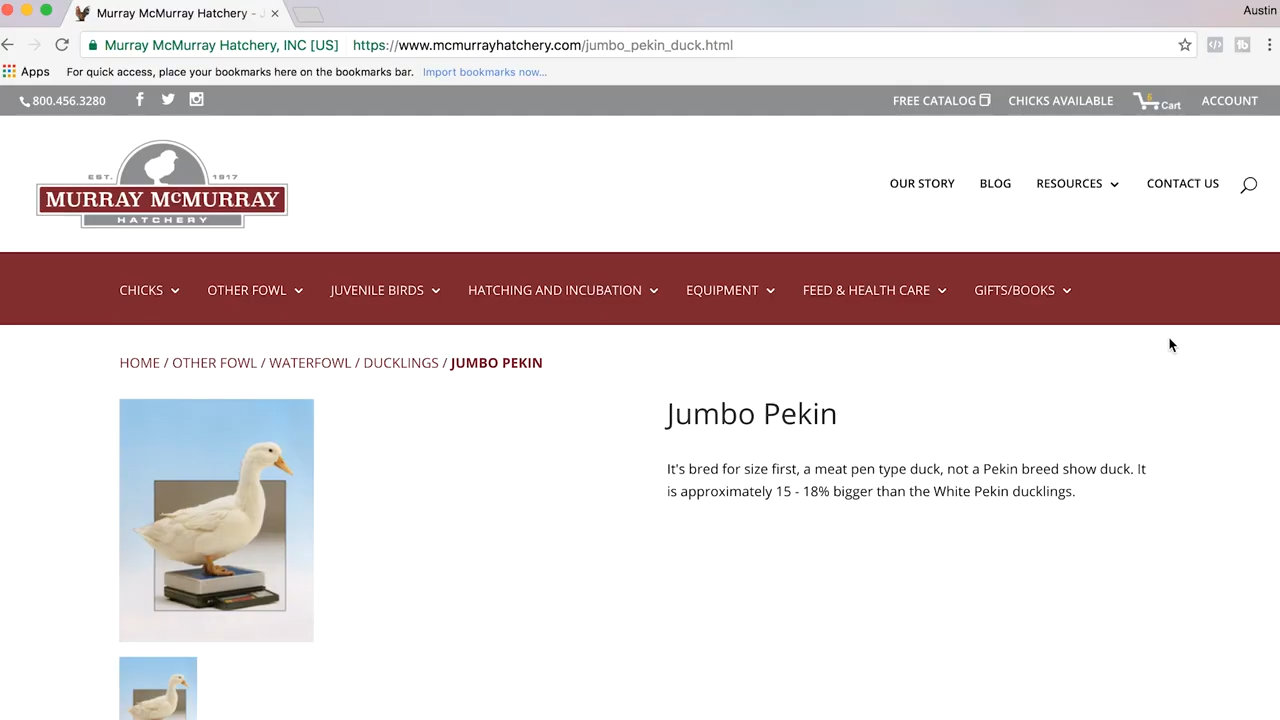 Murray McMurray Hatchery -
Austin
Murray McMurray Hatchery, INC [US]
https://www.mcmurrayhatchery.com/jumbo_pekin_duck.html
Apps
For quick access, place your bookmarks here on the bookmarks bar.
Import bookmarks now...
800.456.3280
FREE CATALOG
CHICKS AVAILABLE
Cart
ACCOUNT
EST. 1917
MURRAY McMURRAY
HATCHERY
OUR STORY
BLOG
RESOURCES
CONTACT US
CHICKS
OTHER FOWL
JUVENILE BIRDS
HATCHING AND INCUBATION
EQUIPMENT
FEED & HEALTH CARE
GIFTS/BOOKS
HOME / OTHER FOWL / WATERFOWL / DUCKLINGS / JUMBO PEKIN
Jumbo Pekin
It's bred for size first, a meat pen type duck, not a Pekin breed show duck. It
is approximately 15 - 18% bigger than the White Pekin ducklings.